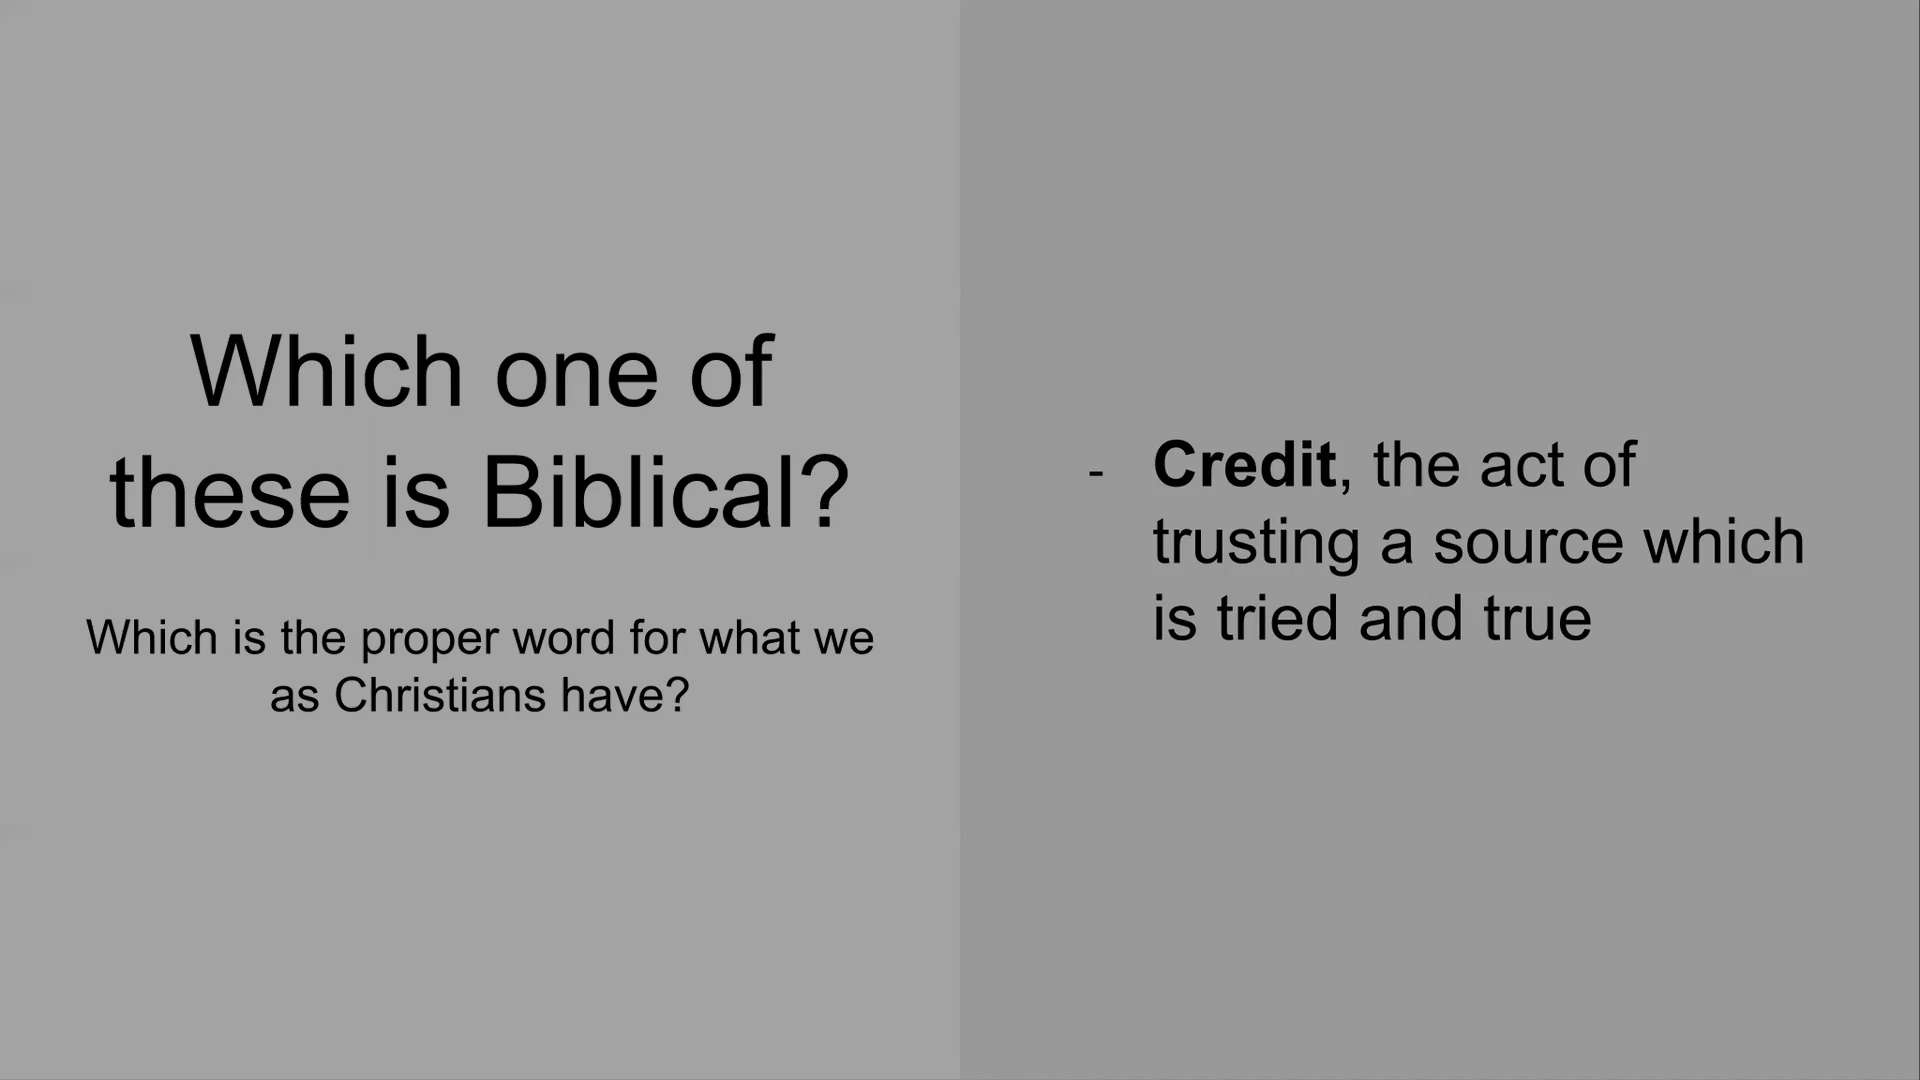 Which one of
these is Biblical?
Which is the proper word for what we
as Christians have?
- Credit, the act of
trusting a source which
is tried and true